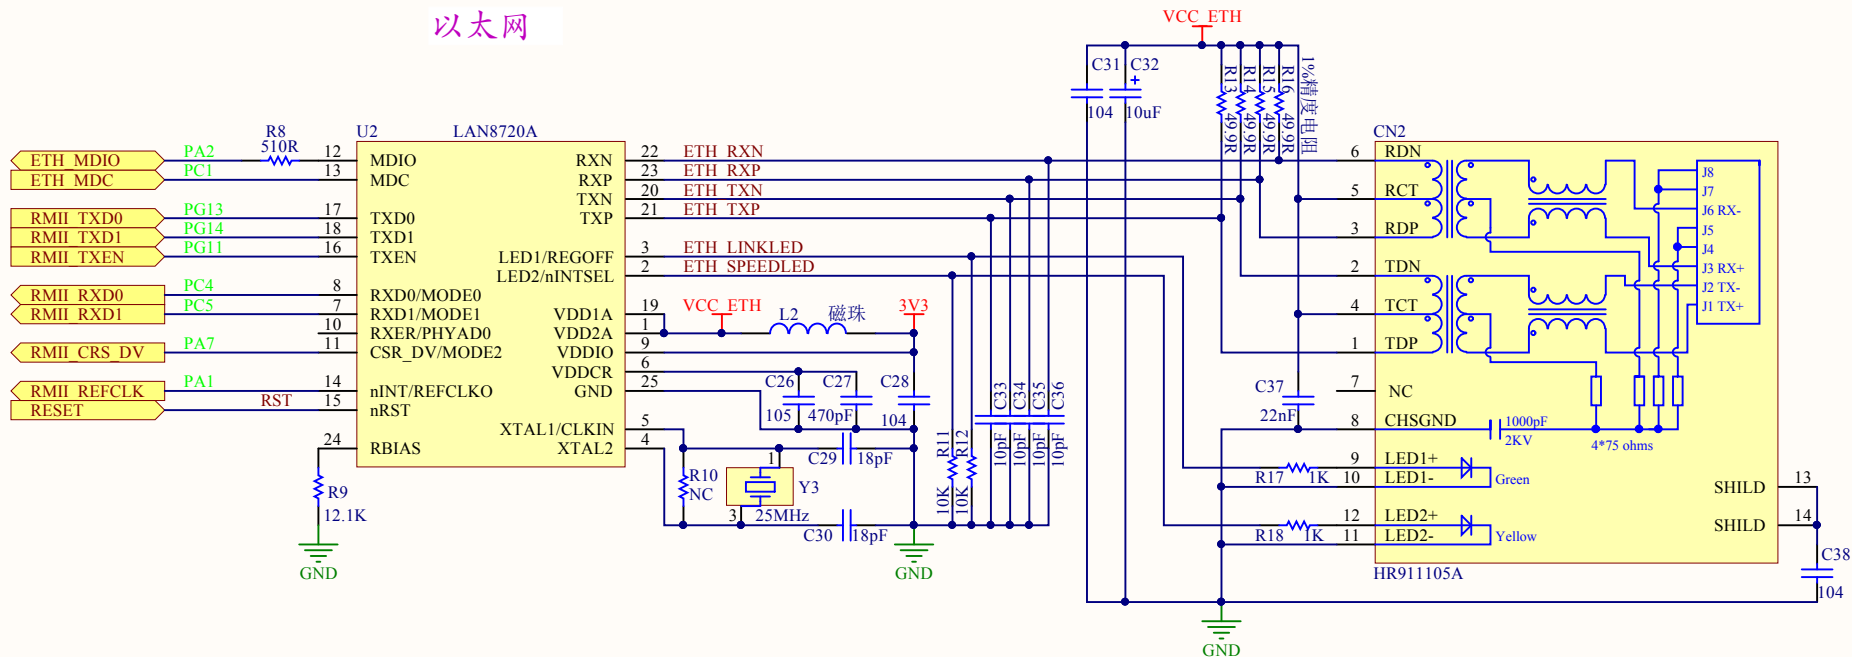 以太网
ETH_MDIO PA2 R8 510R 12 MDIO
ETH_MDC PC1 13 MDC
RMII_TXD0 PG13 17 TXD0
RMII_TXD1 PG14 18 TXD1
RMII_TXEN PG11 16 TXEN
RMII_RXD0 PC4 8 RXD0/MODE0
RMII_RXD1 PC5 7 RXD1/MODE1
10 RXER/PHYAD0
RMII_CRS_DV PA7 11 CSR_DV/MODE2
RMII_REFCLK PA1 14 nINT/REFCLKO
RESET RST 15 nRST
24 RBIAS
R9
12.1K
GND
U2 LAN8720A
RXN 22 ETH_RXN
RXP 23 ETH_RXP
TXN 20 ETH_TXN
TXP 21 ETH_TXP
LED1/REGOFF 3 ETH_LINKLED
LED2/nINTSEL 2 ETH_SPEEDLED
VDD1A 19
VDD2A 1
VDDIO 9
VDDCR 6
GND 25
XTAL1/CLKIN 5
XTAL2 4
VCC_ETH L2 磁珠 3V3
C26 105
C27 470pF
C28 104
C29 18pF
R10 NC
1 Y3
3 25MHz
C30 18pF
GND
R11 10K
R12 10K
C33 10pF
C34 10pF
C35 10pF
C36 10pF
VCC_ETH
C31 104
C32 + 10uF
R13 49.9R
R14 49.9R
R15 49.9R
R16 49.9R
1%精度电阻
C37
22nF
R17 1K
R18 1K
GND
CN2
6 RDN
5 RCT
3 RDP
2 TDN
4 TCT
1 TDP
7 NC
8 CHSGND
9 LED1+
10 LED1-
12 LED2+
11 LED2-
HR911105A
J8
J7
J6 RX-
J5
J4
J3 RX+
J2 TX-
J1 TX+
1000pF
2KV
4*75 ohms
Green
Yellow
SHILD 13
SHILD 14
C38
104